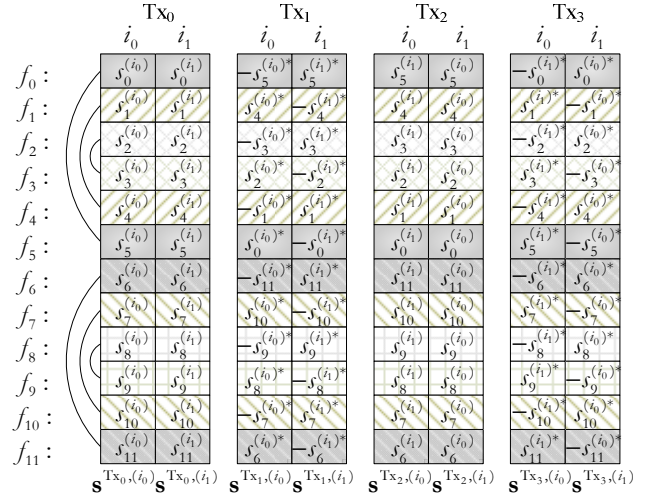 Tx₀ Tx₁ Tx₂ Tx₃
i₀ i₁ i₀ i₁ i₀ i₁ i₀ i₁
f₀ : s₀^(i₀) s₀^(i₁) −s₅^(i₀)* s₅^(i₁)* s₅^(i₀) s₅^(i₁) −s₀^(i₀)* s₀^(i₁)*
f₁ : s₁^(i₀) s₁^(i₁) s₄^(i₀)* −s₄^(i₁)* s₄^(i₀) s₄^(i₁) s₁^(i₀)* −s₁^(i₁)*
f₂ : s₂^(i₀) s₂^(i₁) −s₃^(i₀)* s₃^(i₁)* s₃^(i₀) s₃^(i₁) −s₂^(i₀)* s₂^(i₁)*
f₃ : s₃^(i₀) s₃^(i₁) s₂^(i₀)* −s₂^(i₁)* s₂^(i₀) s₂^(i₁) s₃^(i₀)* −s₃^(i₁)*
f₄ : s₄^(i₀) s₄^(i₁) −s₁^(i₀)* s₁^(i₁)* s₁^(i₀) s₁^(i₁) −s₄^(i₀)* s₄^(i₁)*
f₅ : s₅^(i₀) s₅^(i₁) s₀^(i₀)* −s₀^(i₁)* s₀^(i₀) s₀^(i₁) s₅^(i₀)* −s₅^(i₁)*
f₆ : s₆^(i₀) s₆^(i₁) −s₁₁^(i₀)* s₁₁^(i₁)* s₁₁^(i₀) s₁₁^(i₁) −s₆^(i₀)* s₆^(i₁)*
f₇ : s₇^(i₀) s₇^(i₁) s₁₀^(i₀)* −s₁₀^(i₁)* s₁₀^(i₀) s₁₀^(i₁) s₇^(i₀)* −s₇^(i₁)*
f₈ : s₈^(i₀) s₈^(i₁) −s₉^(i₀)* s₉^(i₁)* s₉^(i₀) s₉^(i₁) −s₈^(i₀)* s₈^(i₁)*
f₉ : s₉^(i₀) s₉^(i₁) s₈^(i₀)* −s₈^(i₁)* s₈^(i₀) s₈^(i₁) s₉^(i₀)* −s₉^(i₁)*
f₁₀ : s₁₀^(i₀) s₁₀^(i₁) −s₇^(i₀)* s₇^(i₁)* s₇^(i₀) s₇^(i₁) −s₁₀^(i₀)* s₁₀^(i₁)*
f₁₁ : s₁₁^(i₀) s₁₁^(i₁) s₆^(i₀)* −s₆^(i₁)* s₆^(i₀) s₆^(i₁) s₁₁^(i₀)* −s₁₁^(i₁)*
s^Tx₀,(i₀) s^Tx₀,(i₁) s^Tx₁,(i₀) s^Tx₁,(i₁) s^Tx₂,(i₀) s^Tx₂,(i₁) s^Tx₃,(i₀) s^Tx₃,(i₁)